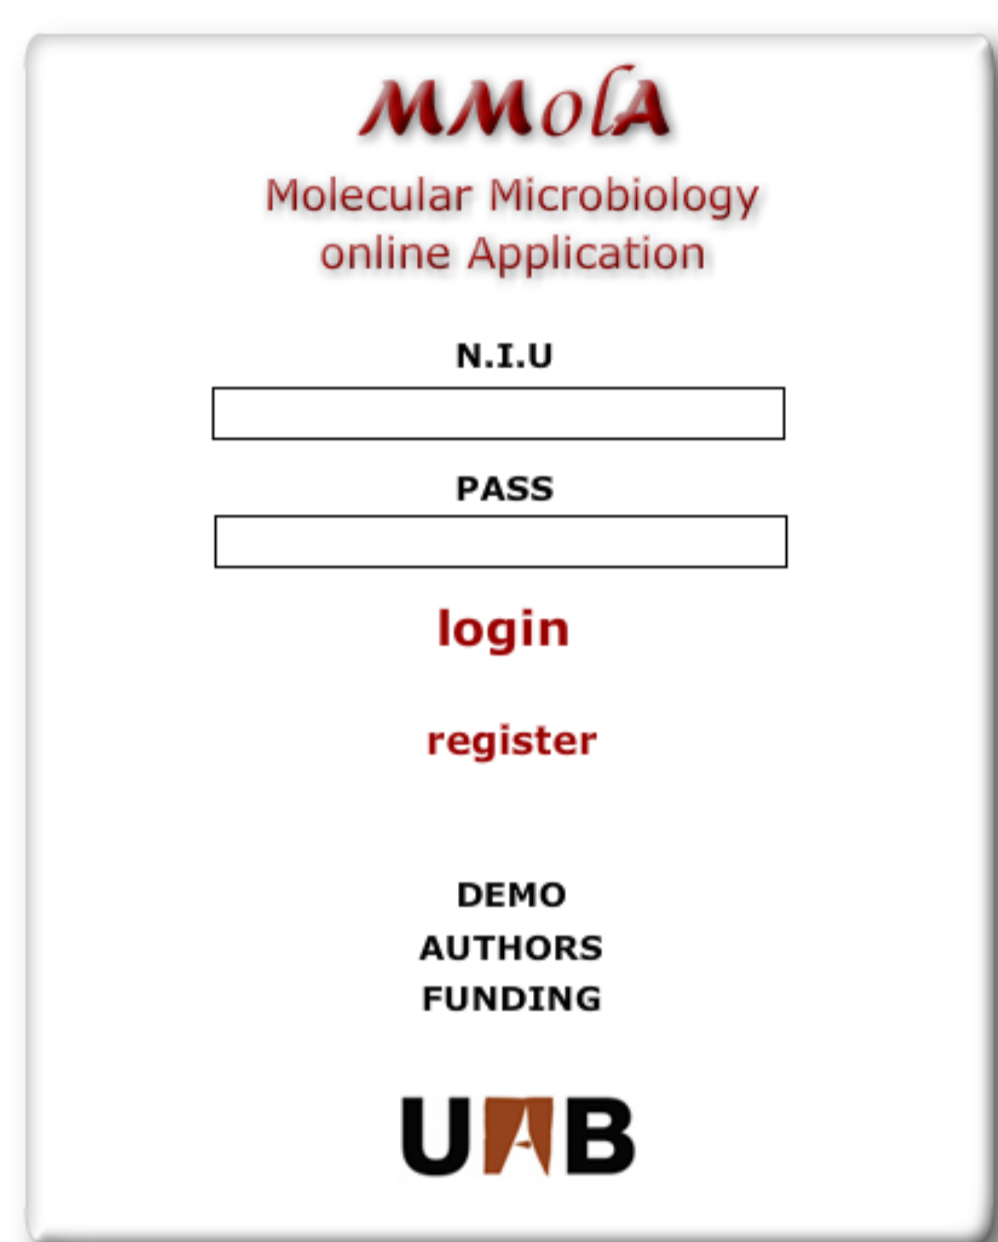 MMolA
Molecular Microbiology
online Application
N.I.U
PASS
login
register
DEMO
AUTHORS
FUNDING
UAB